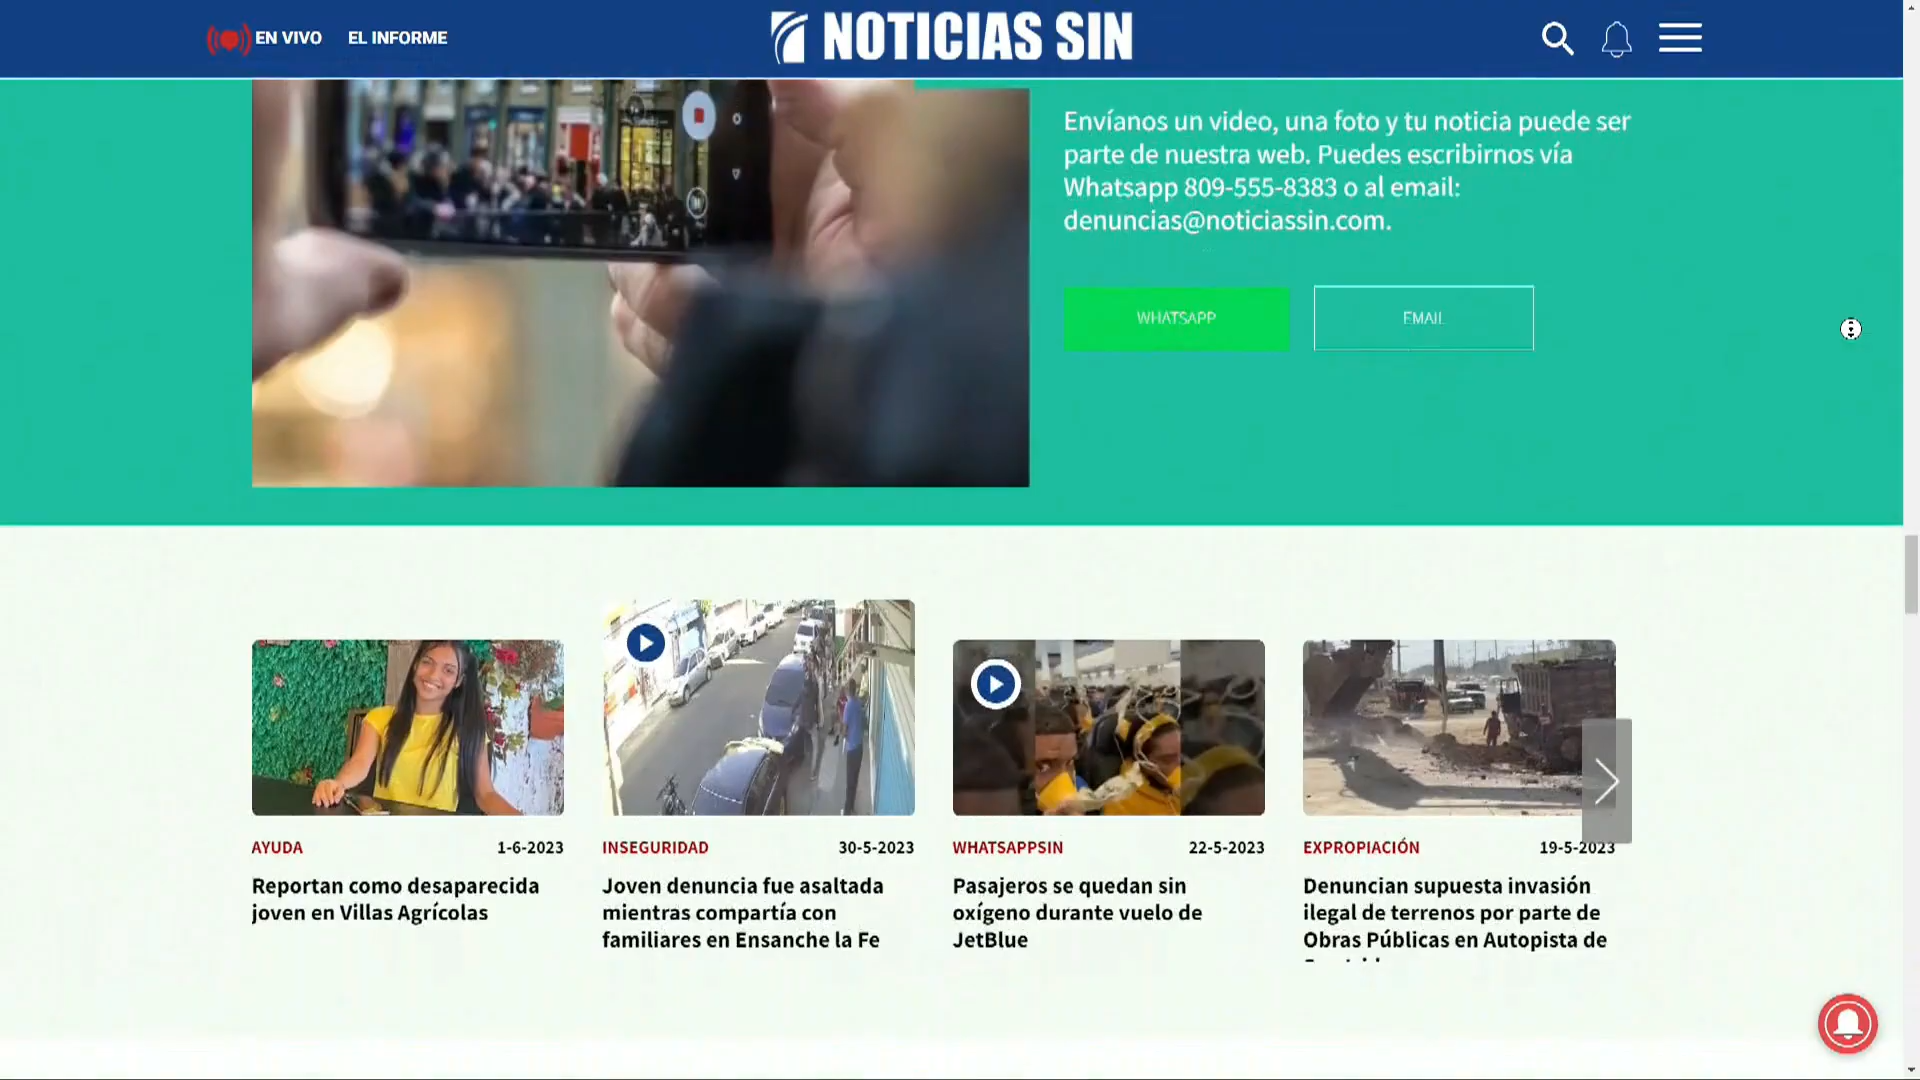 EN VIVO
EL INFORME
NOTICIAS SIN
Envíanos un video, una foto y tu noticia puede ser
parte de nuestra web. Puedes escribirnos vía
Whatsapp 809-555-8383 o al email:
denuncias@noticiassin.com.
WHATSAPP
EMAIL
AYUDA
1-6-2023
Reportan como desaparecida
joven en Villas Agrícolas
INSEGURIDAD
30-5-2023
Joven denuncia fue asaltada
mientras compartía con
familiares en Ensanche la Fe
WHATSAPPSIN
22-5-2023
Pasajeros se quedan sin
oxígeno durante vuelo de
JetBlue
EXPROPIACIÓN
19-5-2023
Denuncian supuesta invasión
ilegal de terrenos por parte de
Obras Públicas en Autopista de